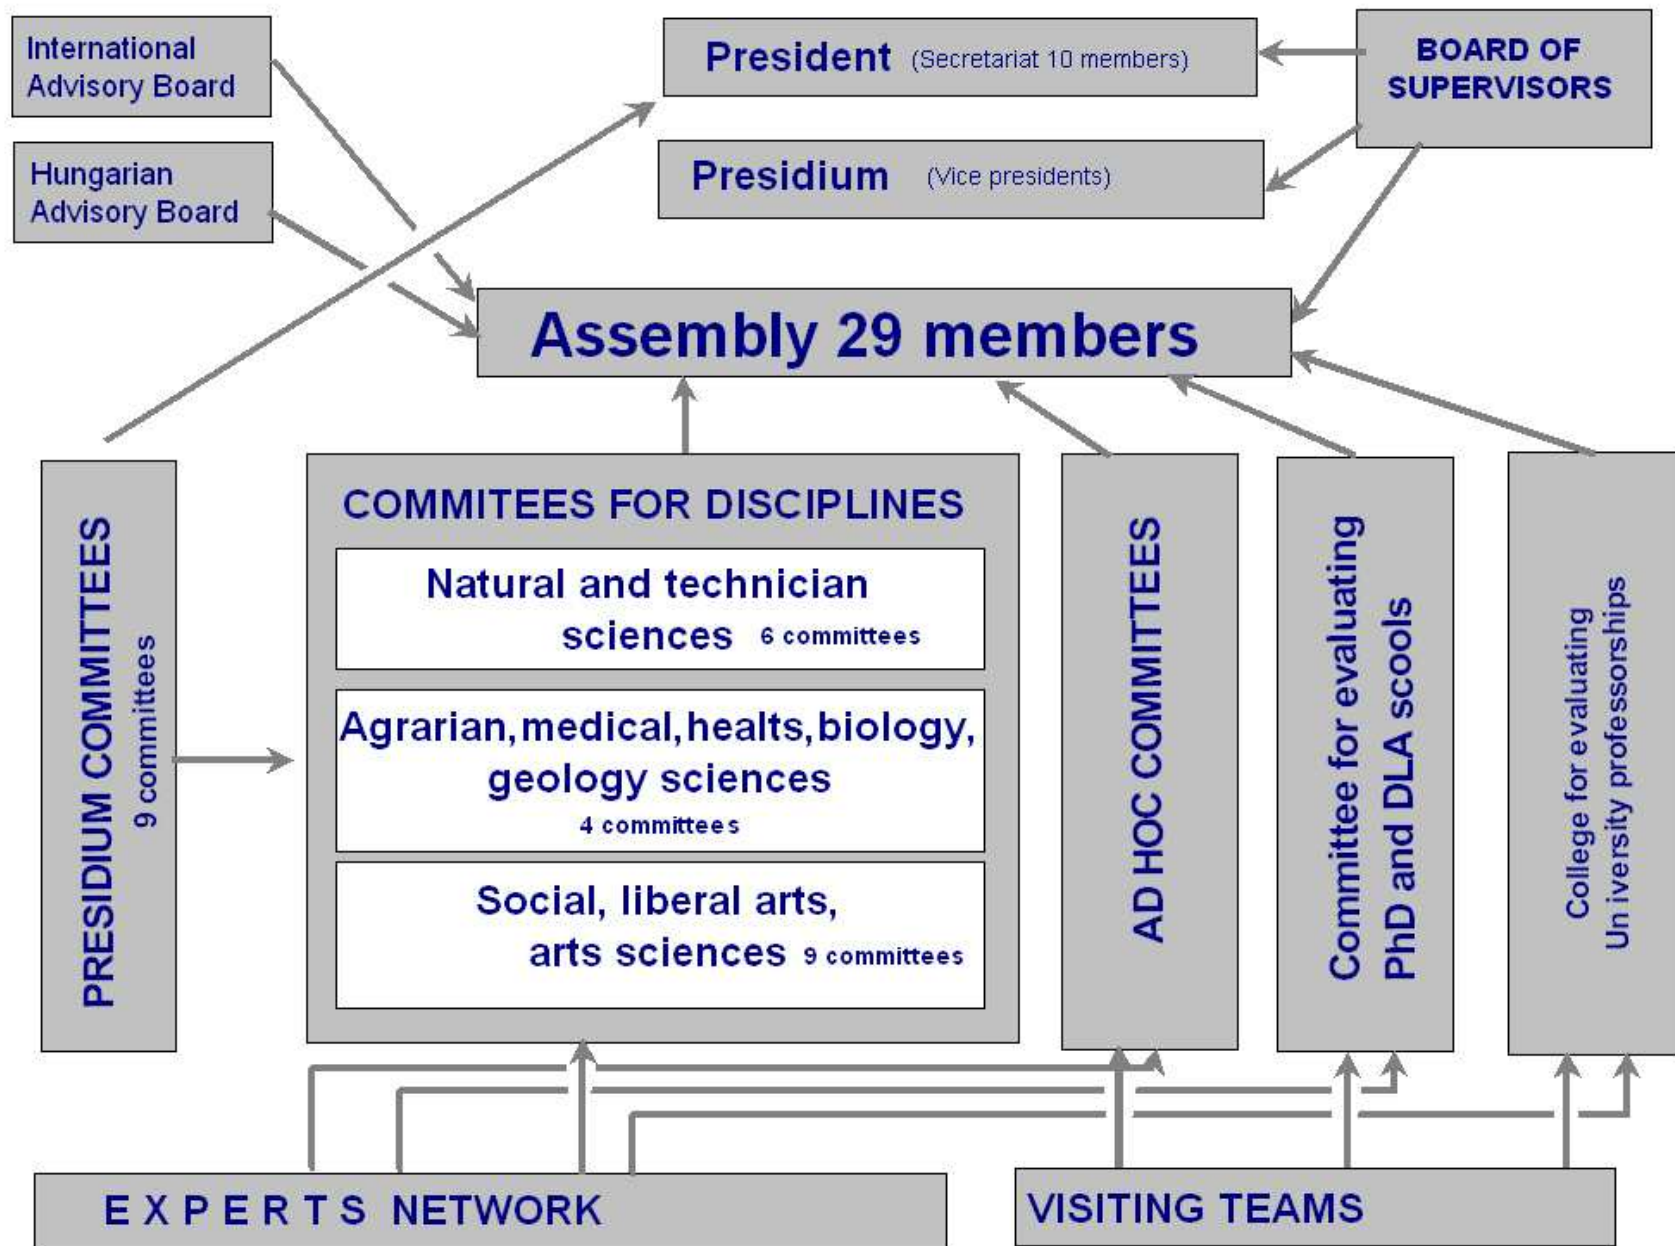 International
Advisory Board
President (Secretariat 10 members)
BOARD OF
SUPERVISORS
Hungarian
Advisory Board
Presidium (Vice presidents)
Assembly 29 members
PRESIDIUM COMMITTEES
9 committees
COMMITEES FOR DISCIPLINES
Natural and technician
sciences 6 committees
Agrarian, medical, healts, biology,
geology sciences
4 committees
Social, liberal arts,
arts sciences 9 committees
AD HOC COMMITTEES
Committee for evaluating
PhD and DLA scools
College for evaluating
Un iversity professorships
E X P E R T S NETWORK
VISITING TEAMS